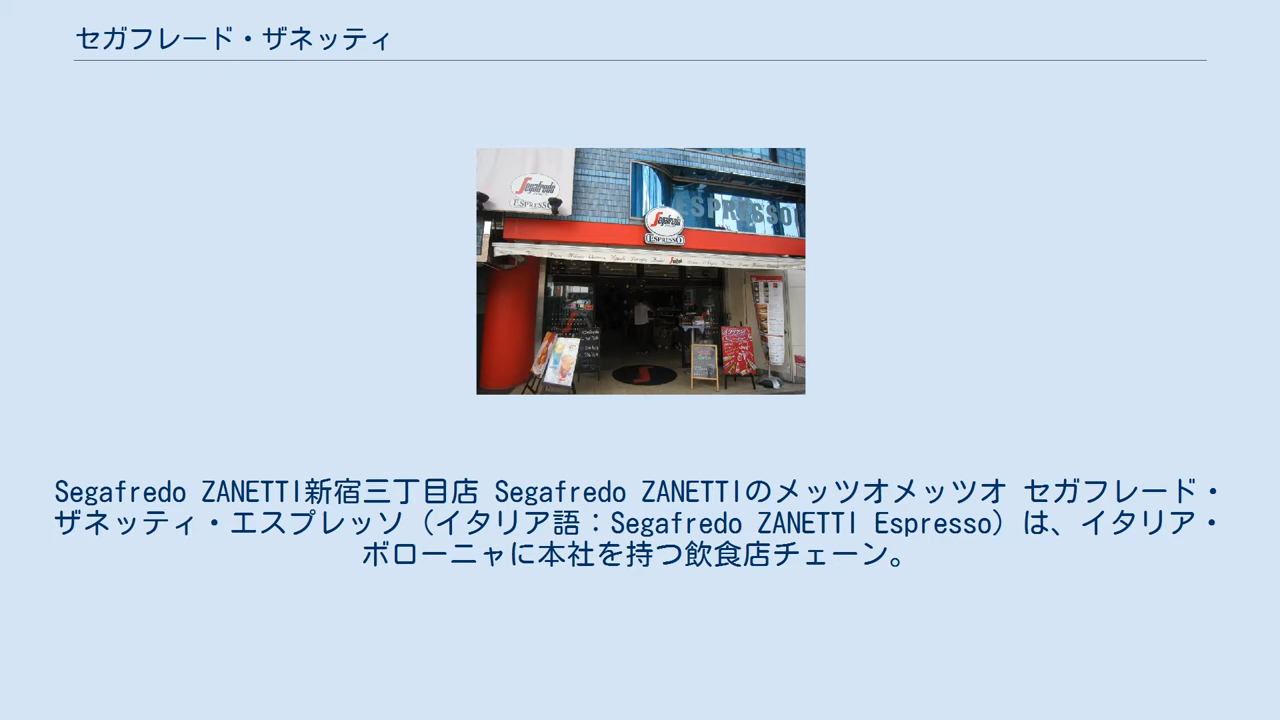 セガフレード・ザネッティ
Segafredo
ESPRESSO
ESPRESSO
Segafredo
ESPRESSO
Segafredo ZANETTI新宿三丁目店 Segafredo ZANETTIのメッツオメッツオ セガフレード・
ザネッティ・エスプレッソ（イタリア語：Segafredo ZANETTI Espresso）は、イタリア・
ボローニャに本社を持つ飲食店チェーン。